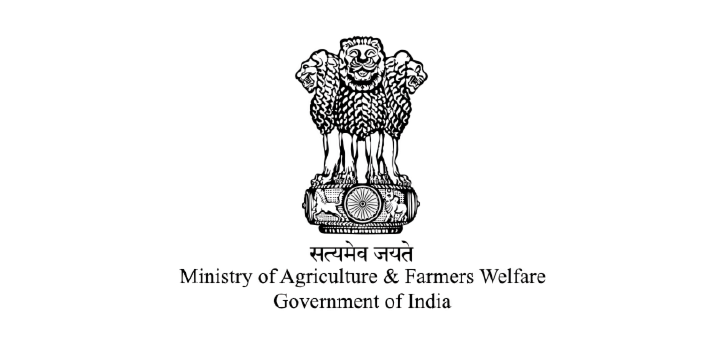 सत्यमेव जयते
Ministry of Agriculture & Farmers Welfare
Government of India